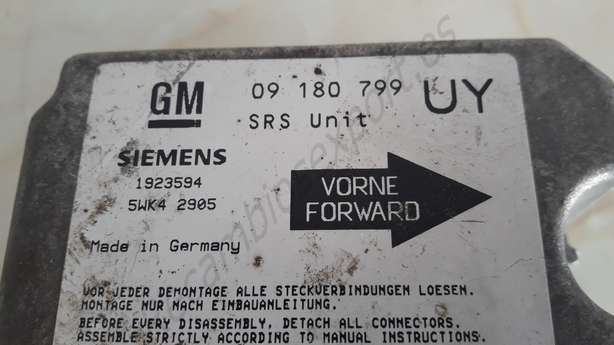 GM 09 180 799 UY
SRS Unit
SIEMENS
1923594
5WK4 2905
VORNE
FORWARD
Made in Germany
VOR JEDER DEMONTAGE ALLE STECKVERBINDUNGEN LOESEN.
MONTAGE NUR NACH EINBAUANLEITUNG.
BEFORE EVERY DISASSEMBLY, DETACH ALL CONNECTORS.
ASSEMBLE STRICTLY ACCORDING TO MANUAL INSTRUCTIONS.